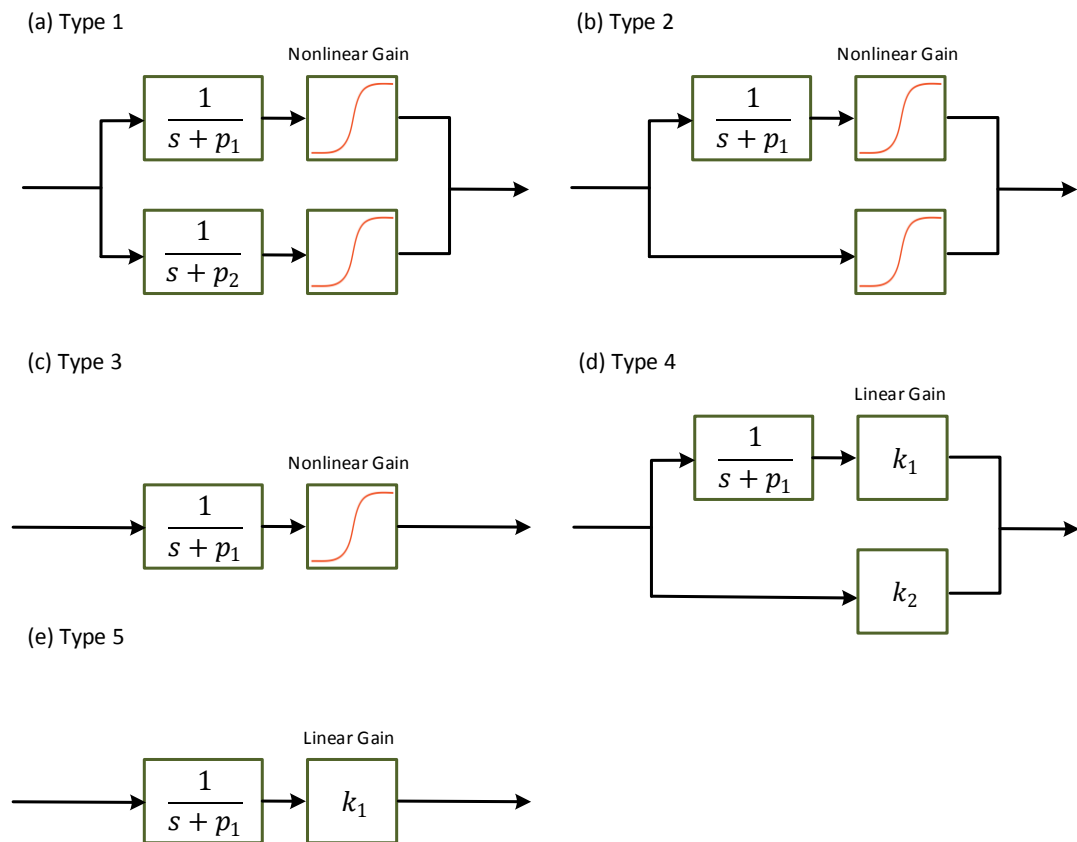 (a) Type 1
Nonlinear Gain
1
s + p₁
1
s + p₂
(b) Type 2
Nonlinear Gain
1
s + p₁
(c) Type 3
Nonlinear Gain
1
s + p₁
(d) Type 4
Linear Gain
1
s + p₁
k₁
k₂
(e) Type 5
Linear Gain
1
s + p₁
k₁